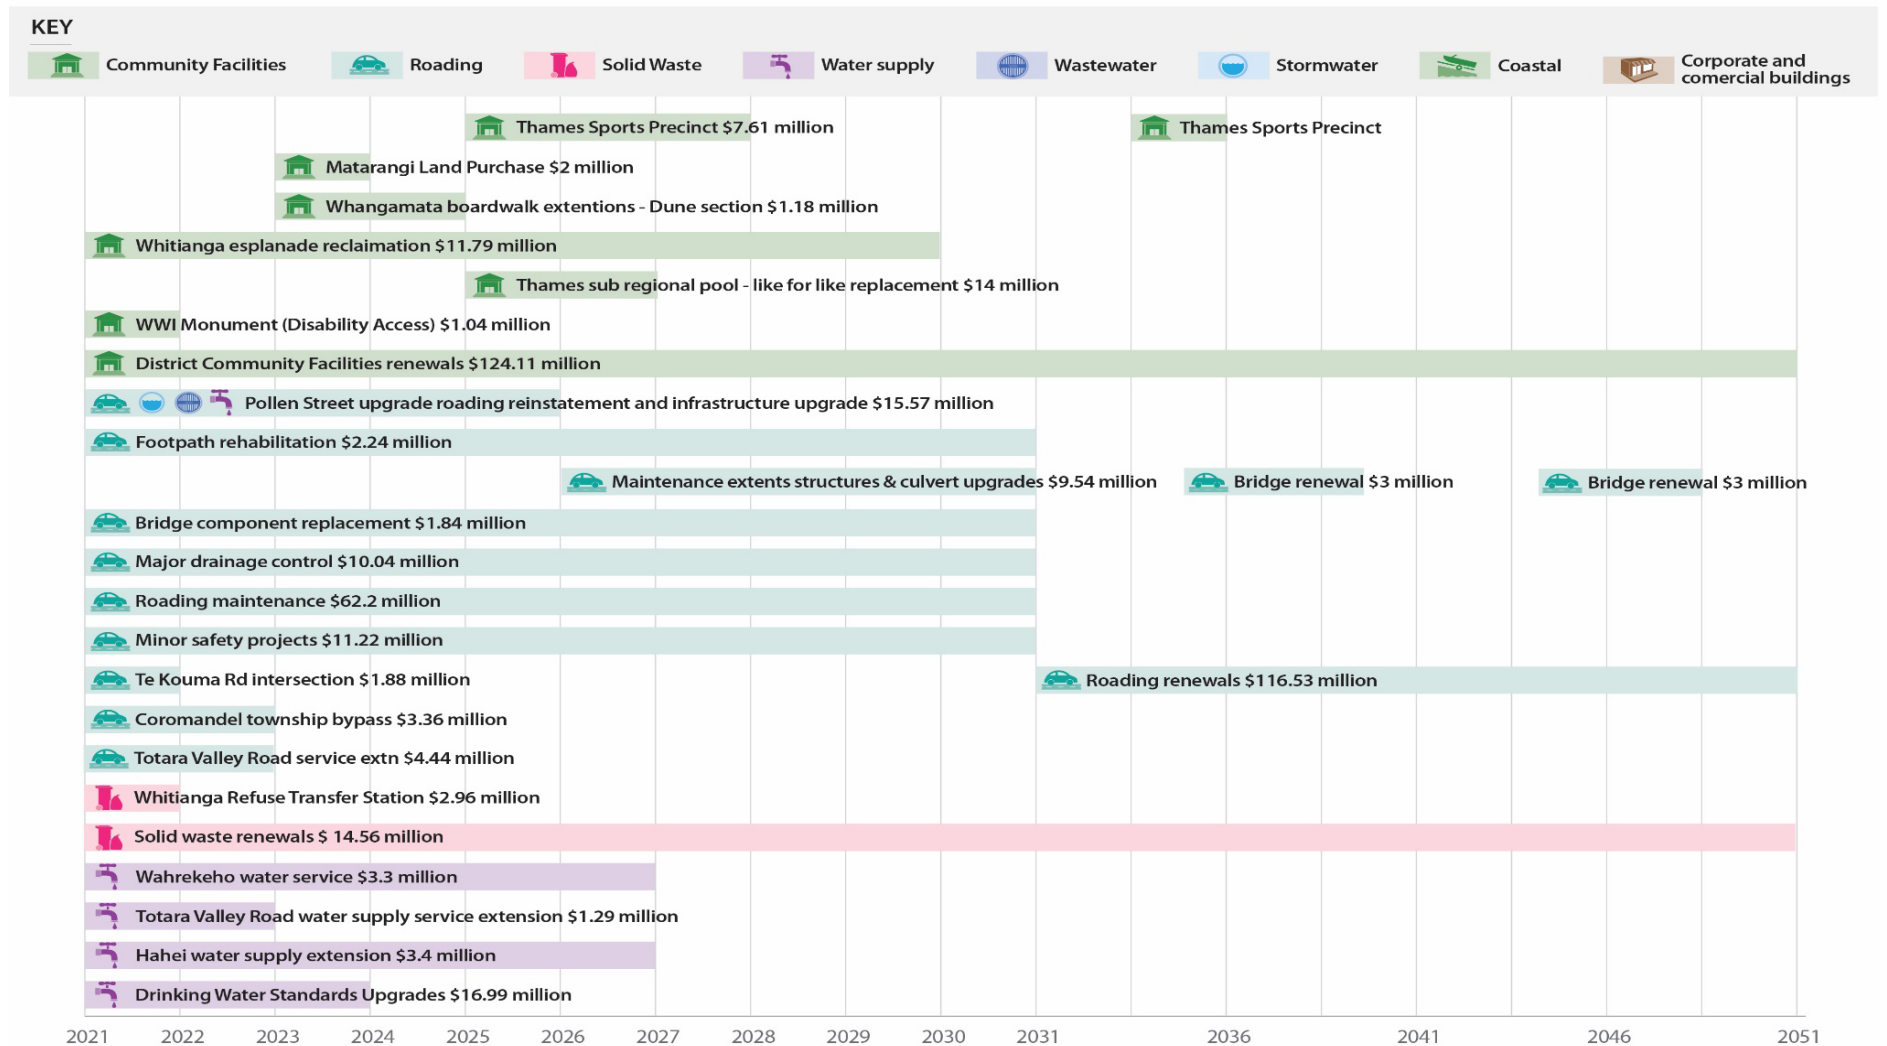 KEY
Community Facilities
Roading
Solid Waste
Water supply
Wastewater
Stormwater
Coastal
Corporate and
comercial buildings
Thames Sports Precinct $7.61 million
Thames Sports Precinct
Matarangi Land Purchase $2 million
Whangamata boardwalk extentions - Dune section $1.18 million
Whitianga esplanade reclaimation $11.79 million
Thames sub regional pool - like for like replacement $14 million
WWI Monument (Disability Access) $1.04 million
District Community Facilities renewals $124.11 million
Pollen Street upgrade roading reinstatement and infrastructure upgrade $15.57 million
Footpath rehabilitation $2.24 million
Maintenance extents structures & culvert upgrades $9.54 million
Bridge renewal $3 million
Bridge renewal $3 million
Bridge component replacement $1.84 million
Major drainage control $10.04 million
Roading maintenance $62.2 million
Minor safety projects $11.22 million
Te Kouma Rd intersection $1.88 million
Roading renewals $116.53 million
Coromandel township bypass $3.36 million
Totara Valley Road service extn $4.44 million
Whitianga Refuse Transfer Station $2.96 million
Solid waste renewals $ 14.56 million
Wahrekeho water service $3.3 million
Totara Valley Road water supply service extension $1.29 million
Hahei water supply extension $3.4 million
Drinking Water Standards Upgrades $16.99 million
2021 2022 2023 2024 2025 2026 2027 2028 2029 2030 2031 2036 2041 2046 2051